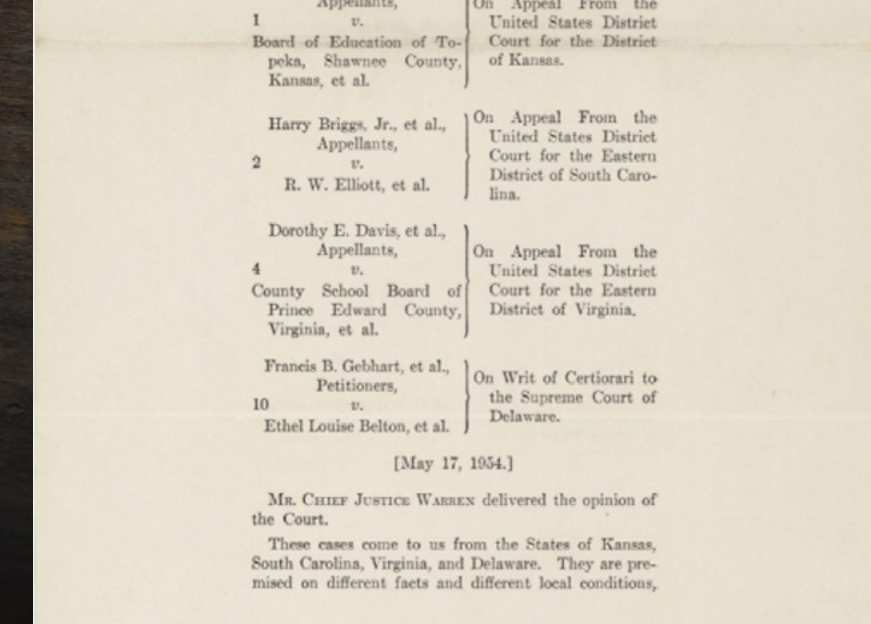 Appellants,
1 v.
Board of Education of To-
peka, Shawnee County,
Kansas, et al.
On Appeal From the
United States District
Court for the District
of Kansas.
Harry Briggs, Jr., et al.,
Appellants,
2 v.
R. W. Elliott, et al.
On Appeal From the
United States District
Court for the Eastern
District of South Caro-
lina.
Dorothy E. Davis, et al.,
Appellants,
4 v.
County School Board of
Prince Edward County,
Virginia, et al.
On Appeal From the
United States District
Court for the Eastern
District of Virginia.
Francis B. Gebhart, et al.,
Petitioners,
10 v.
Ethel Louise Belton, et al.
On Writ of Certiorari to
the Supreme Court of
Delaware.
[May 17, 1954.]
MR. CHIEF JUSTICE WARREN delivered the opinion of
the Court.
These cases come to us from the States of Kansas,
South Carolina, Virginia, and Delaware. They are pre-
mised on different facts and different local conditions,